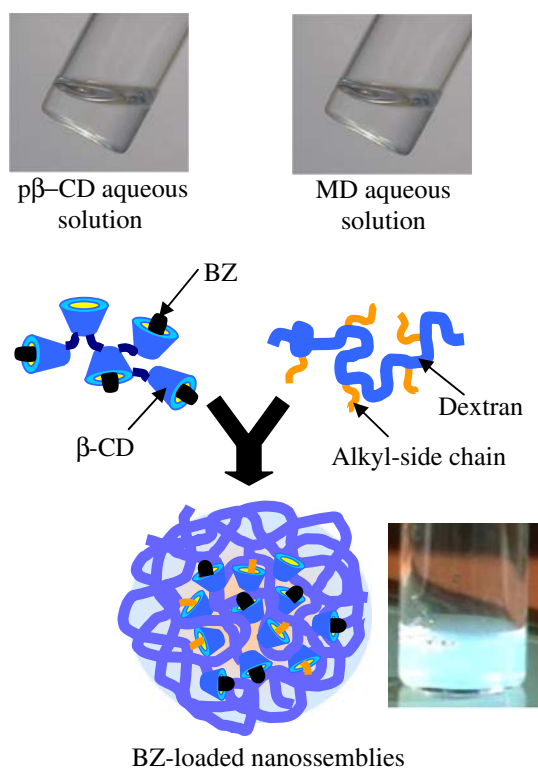 pβ–CD aqueous
solution
MD aqueous
solution
BZ
β-CD
Dextran
Alkyl-side chain
BZ-loaded nanossemblies